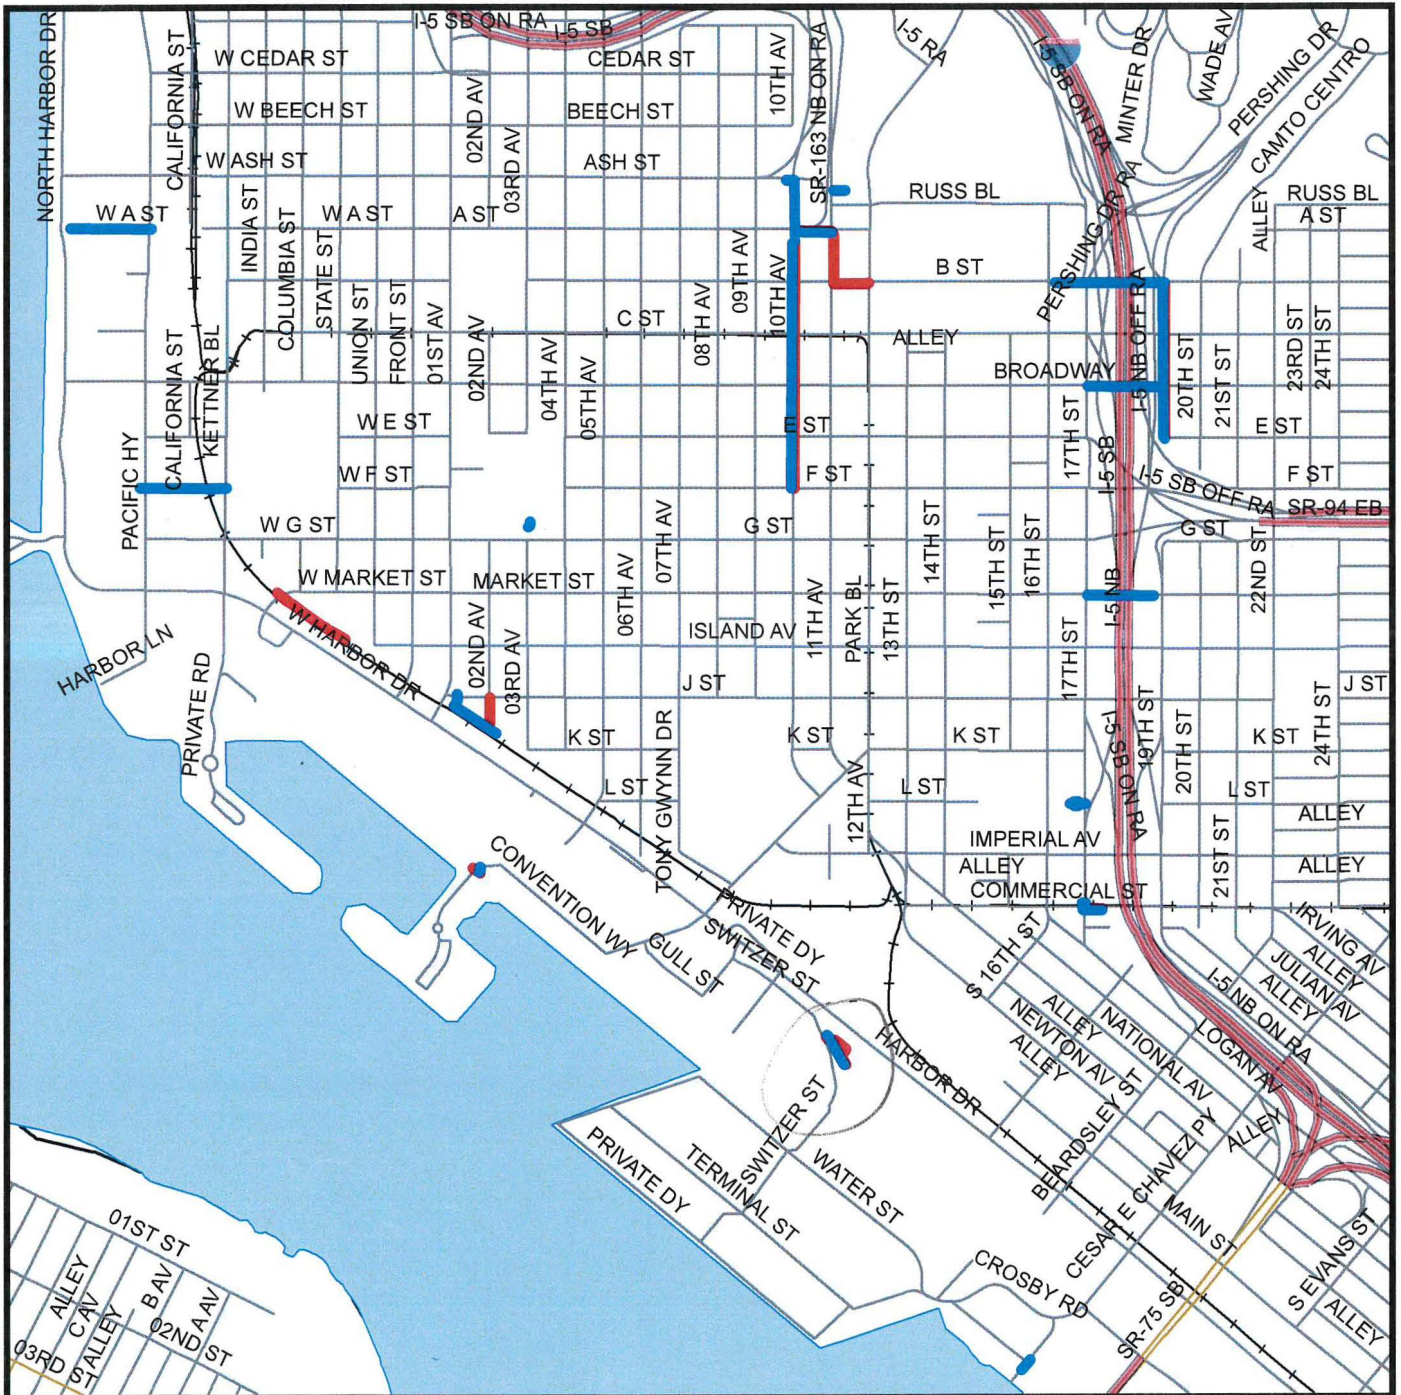 I-5 SB ON RA
I-5 SB
I-5 RA
I-5 SB ON RA
MINTER DR
WADE AV
PERSHING DR
CAMTO CENTRO
NORTH HARBOR DR
CALIFORNIA ST
W CEDAR ST
CEDAR ST
10TH AV
SR-163 NB ON RA
W BEECH ST
02ND AV
BEECH ST
W ASH ST
03RD AV
ASH ST
RUSS BL
PERSHING DR RA
ALLEY
RUSS BL
A ST
W A ST
INDIA ST
W A ST
A ST
COLUMBIA ST
STATE ST
UNION ST
FRONT ST
01ST AV
02ND AV
C ST
08TH AV
09TH AV
10TH AV
B ST
ALLEY
I-5 NB OFF RA
23RD ST
24TH ST
CALIFORNIA ST
KETTNER BL
04TH AV
05TH AV
BROADWAY
20TH ST
21ST ST
W E ST
E ST
17TH ST
E ST
PACIFIC HY
W F ST
F ST
I-5 SB
I-5 SB OFF RA
F ST
SR-94 EB
W G ST
07TH AV
G ST
14TH ST
15TH ST
16TH ST
G ST
22ND ST
W MARKET ST
MARKET ST
06TH AV
11TH AV
PARK BL
13TH ST
I-5 NB
W HARBOR DR
02ND AV
03RD AV
ISLAND AV
17TH ST
HARBOR LN
PRIVATE RD
J ST
J ST
K ST
TONY GWYNN DR
K ST
K ST
I-5 SB ON RA
19TH ST
20TH ST
K ST
24TH ST
L ST
12TH AV
L ST
L ST
ALLEY
IMPERIAL AV
CONVENTION WY
ALLEY
21ST ST
ALLEY
COMMERCIAL ST
PRIVATE DY
SWITZER ST
GULL ST
S 16TH ST
IRVING AV
ALLEY
JULIAN AV
ALLEY
I-5 NB ON RA
ALLEY
NEWTON AV
ALLEY
NATIONAL AV
LOGAN AV
HARBOR DR
SWITZER ST
BEARDSLEY ST
CESAR E CHAVEZ PY
ALLEY
PRIVATE DY
TERMINAL ST
WATER ST
MAIN ST
CROSBY RD
S EVANS ST
ALLEY
SR-75 SB
01ST ST
ALLEY
C AV
ALLEY
B AV
A AV
02ND ST
03RD ST